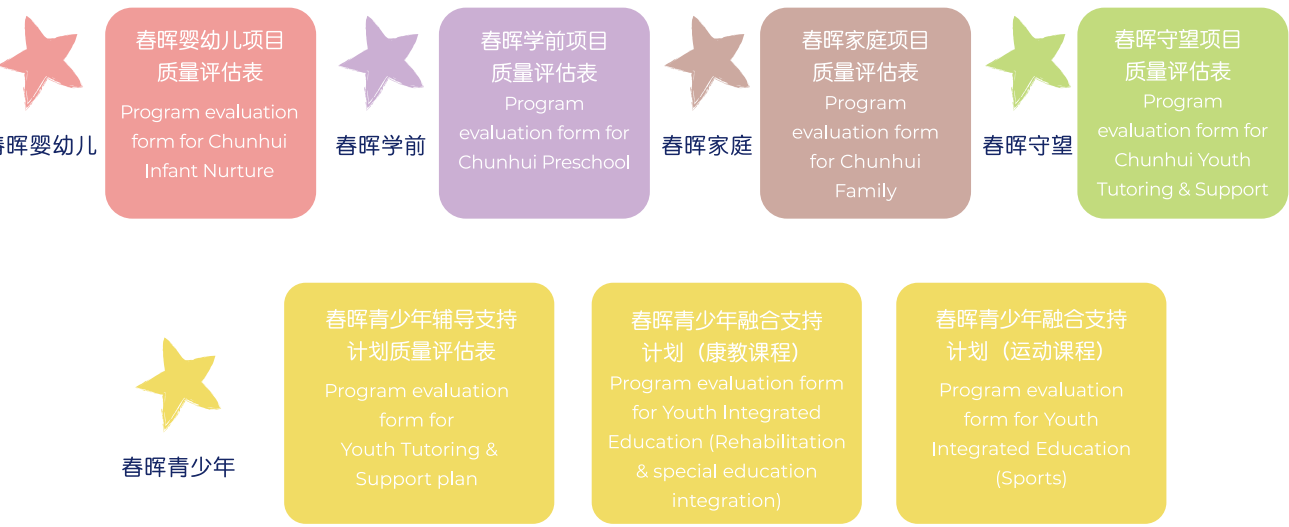 春晖婴幼儿
春晖婴幼儿项目
质量评估表
Program evaluation
form for Chunhui
Infant Nurture
春晖学前
春晖学前项目
质量评估表
Program
evaluation form for
Chunhui Preschool
春晖家庭
春晖家庭项目
质量评估表
Program
evaluation form
for Chunhui
Family
春晖守望
春晖守望项目
质量评估表
Program
evaluation form for
Chunhui Youth
Tutoring & Support
春晖青少年
春晖青少年辅导支持
计划质量评估表
Program evaluation
form for
Youth Tutoring &
Support plan
春晖青少年融合支持
计划（康教课程）
Program evaluation form
for Youth Integrated
Education (Rehabilitation
& special education
integration)
春晖青少年融合支持
计划（运动课程）
Program evaluation
form for Youth
Integrated Education
(Sports)